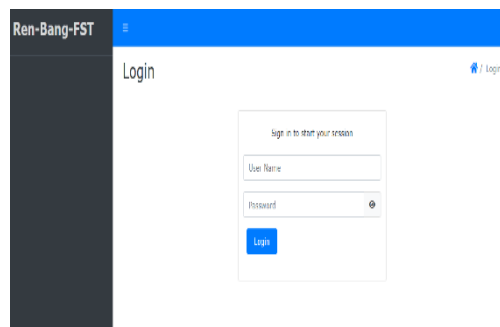 Ren-Bang-FST
Login
/ Login
Sign in to start your session
User Name
Password
Login